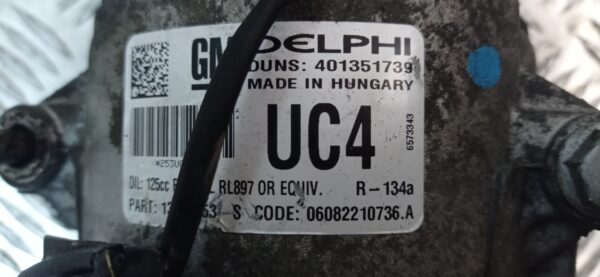 GM DELPHI
DUNS: 401351739
MADE IN HUNGARY
UC4
6573343
OIL: 125cc RL897 OR EQUIV. R-134a
PART: S CODE: 06082210736.A